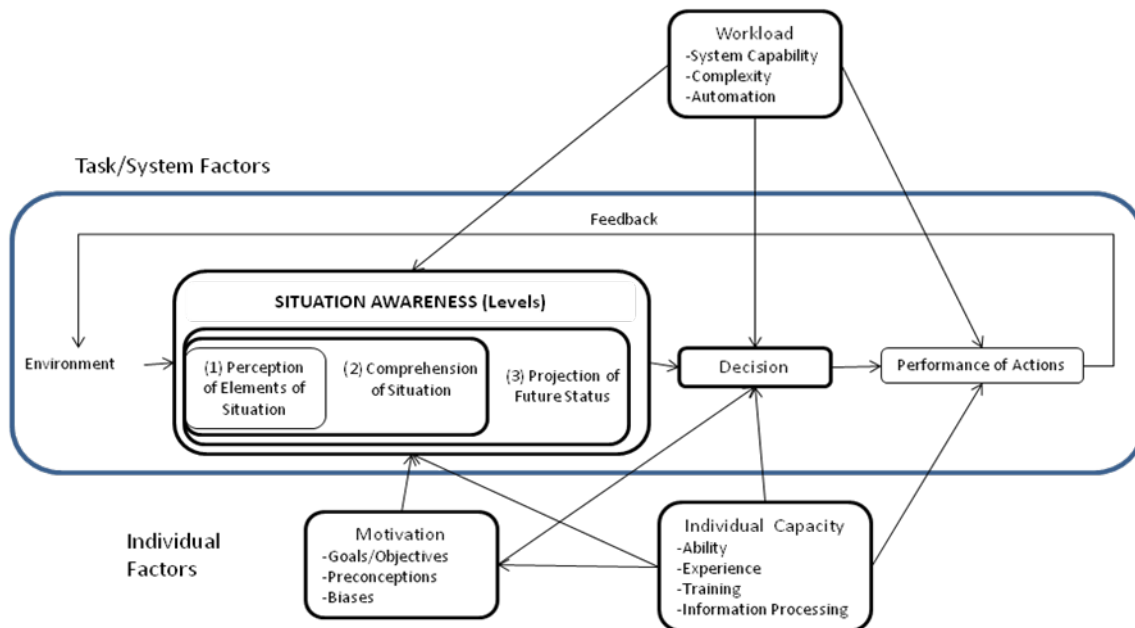 Workload
-System Capability
-Complexity
-Automation
Task/System Factors
Feedback
SITUATION AWARENESS (Levels)
Environment
(1) Perception
of Elements of
Situation
(2) Comprehension
of Situation
(3) Projection of
Future Status
Decision
Performance of Actions
Individual
Factors
Motivation
-Goals/Objectives
-Preconceptions
-Biases
Individual Capacity
-Ability
-Experience
-Training
-Information Processing